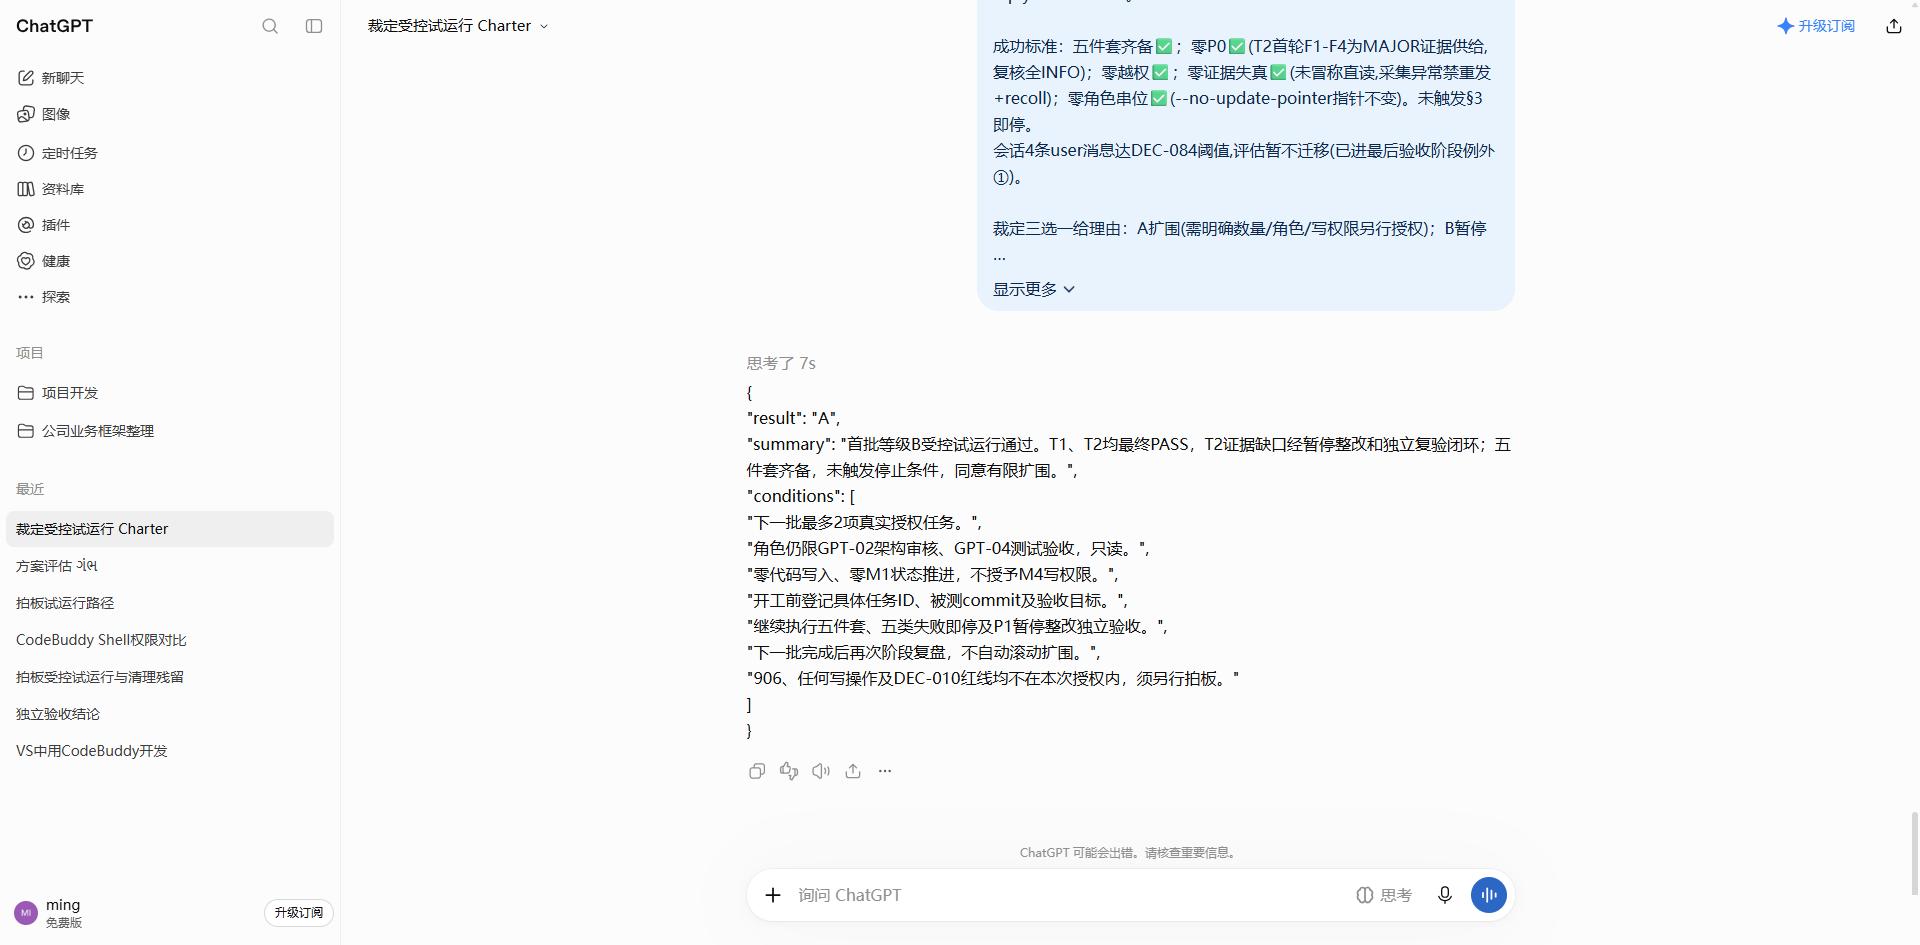 ChatGPT
新聊天
图像
定时任务
资料库
插件
健康
探索
项目
项目开发
公司业务框架整理
最近
裁定受控试运行 Charter
方案评估
拍板试运行路径
CodeBuddy Shell权限对比
拍板受控试运行与清理残留
独立验收结论
VS中用CodeBuddy开发
MI
ming
免费版
升级订阅
裁定受控试运行 Charter
升级订阅
成功标准：五件套齐备✅；零P0✅(T2首轮F1-F4为MAJOR证据供给,
复核全INFO)；零越权✅；零证据失真✅(未冒称直读,采集异常禁重发
+recoll)；零角色串位✅(--no-update-pointer指针不变)。未触发§3
即停。
会话4条user消息达DEC-084阈值,评估暂不迁移(已进最后验收阶段例外
①)。
裁定三选一给理由：A扩围(需明确数量/角色/写权限另行授权)；B暂停
...
显示更多
思考了 7s
{
"result": "A",
"summary": "首批等级B受控试运行通过。T1、T2均最终PASS，T2证据缺口经暂停整改和独立复验闭环；五
件套齐备，未触发停止条件，同意有限扩围。",
"conditions": [
"下一批最多2项真实授权任务。",
"角色仍限GPT-02架构审核、GPT-04测试验收，只读。",
"零代码写入、零M1状态推进，不授予M4写权限。",
"开工前登记具体任务ID、被测commit及验收目标。",
"继续执行五件套、五类失败即停及P1暂停整改独立验收。",
"下一批完成后再次阶段复盘，不自动滚动扩围。",
"906、任何写操作及DEC-010红线均不在本次授权内，须另行拍板。"
]
}
ChatGPT 可能会出错。请核查重要信息。
询问 ChatGPT
思考